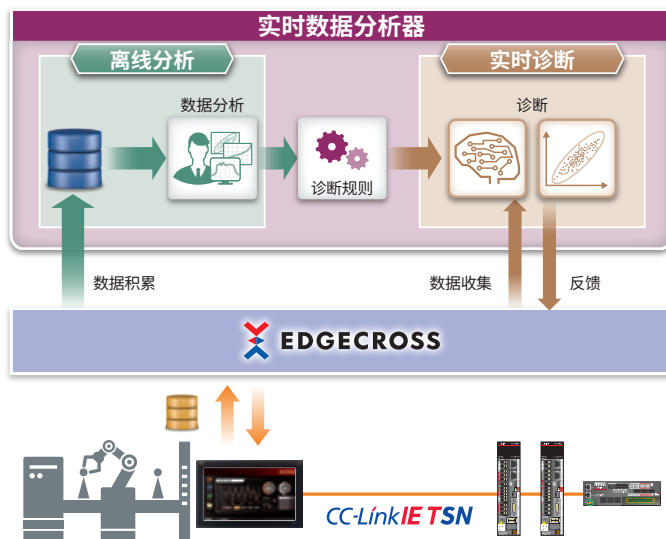 实时数据分析器
离线分析
实时诊断
数据分析
诊断
诊断规则
数据积累
数据收集
反馈
EDGECROSS
CC-Link IE TSN